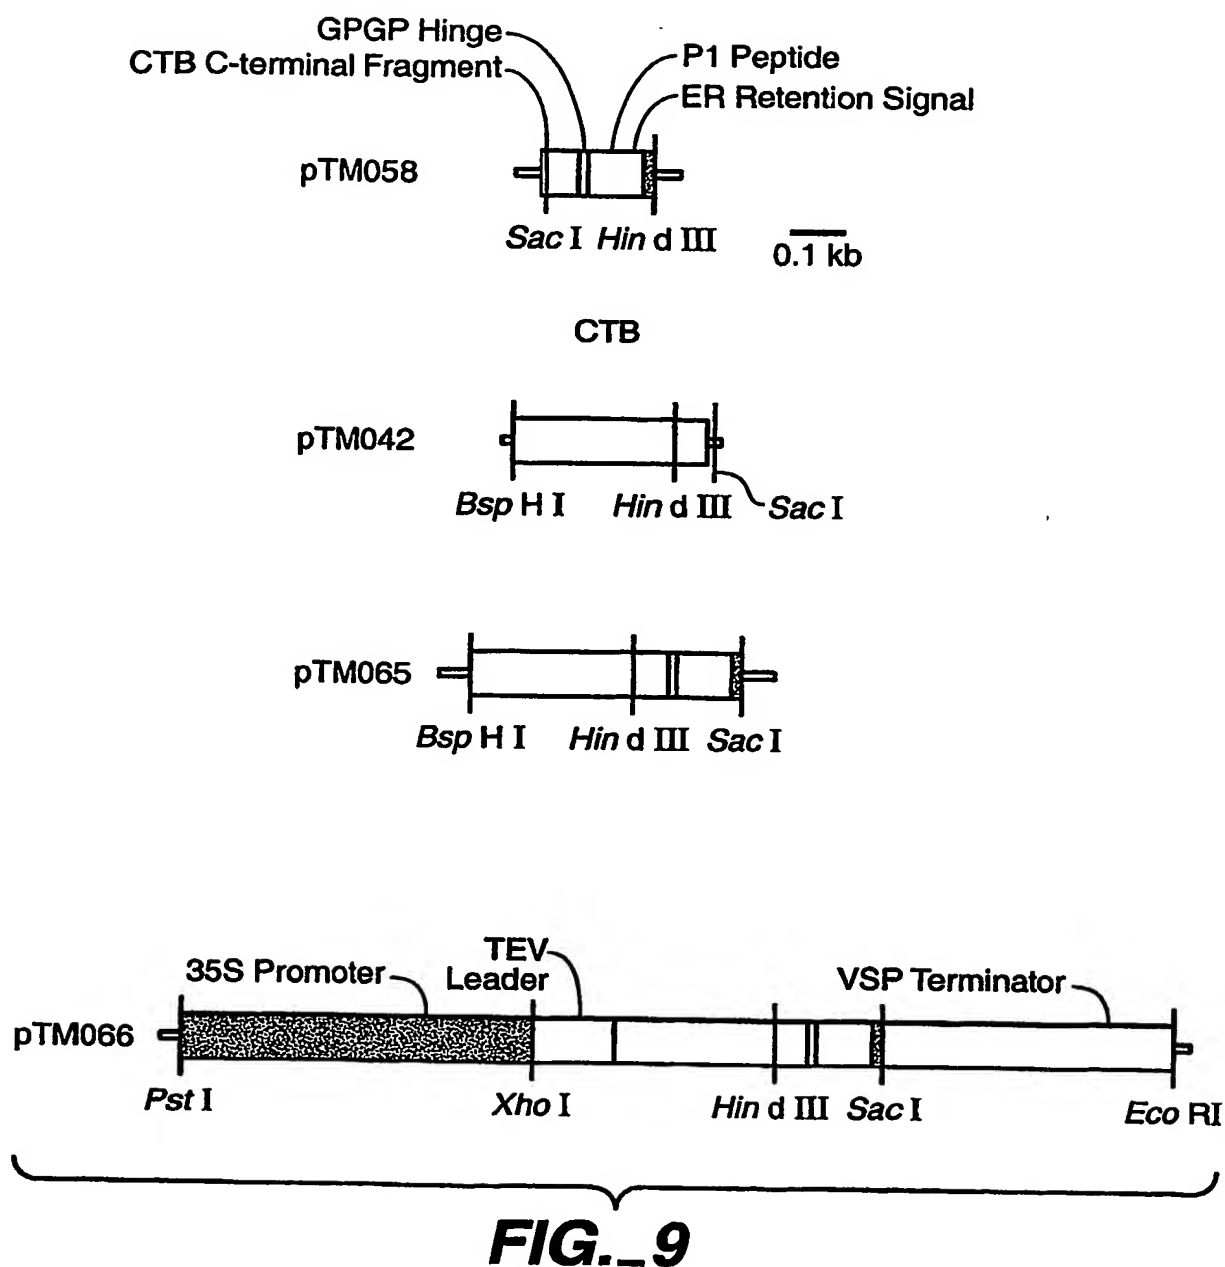 GPGP Hinge
CTB C-terminal Fragment
P1 Peptide
ER Retention Signal
pTM058
Sac I Hin d III
0.1 kb
CTB
pTM042
Bsp H I Hin d III Sac I
pTM065
Bsp H I Hin d III Sac I
35S Promoter
TEV
Leader
VSP Terminator
pTM066
Pst I Xho I Hin d III Sac I Eco RI
FIG._9